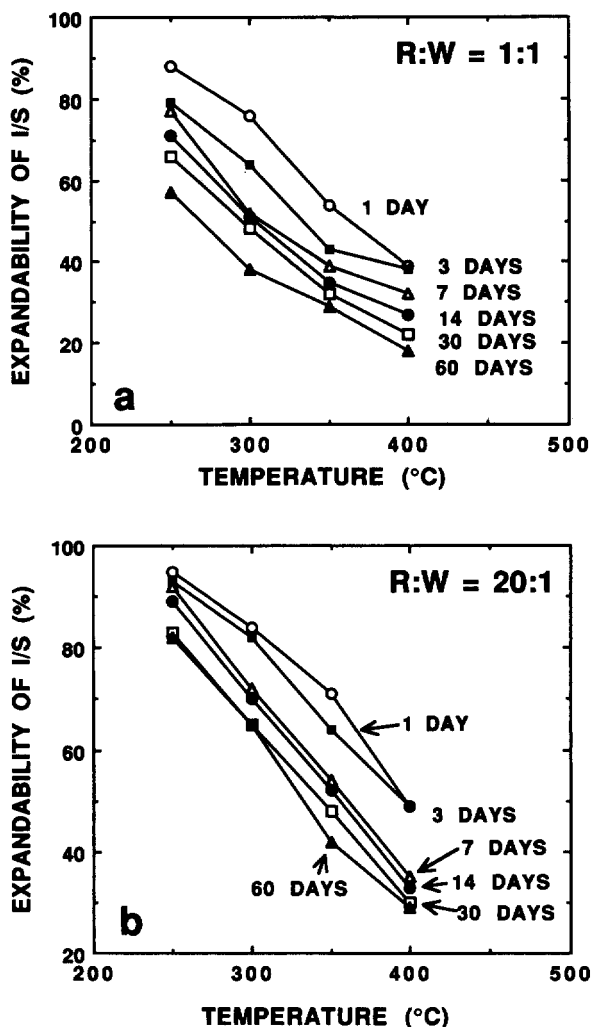 100
R:W = 1:1
80
60
1 DAY
40
3 DAYS
7 DAYS
14 DAYS
20
30 DAYS
60 DAYS
a
0
200
300
400
500
EXPANDABILITY OF I/S (%)
TEMPERATURE (°C)
100
R:W = 20:1
80
1 DAY
60
3 DAYS
7 DAYS
40
60 DAYS
14 DAYS
30 DAYS
b
20
200
300
400
500
EXPANDABILITY OF I/S (%)
TEMPERATURE (°C)